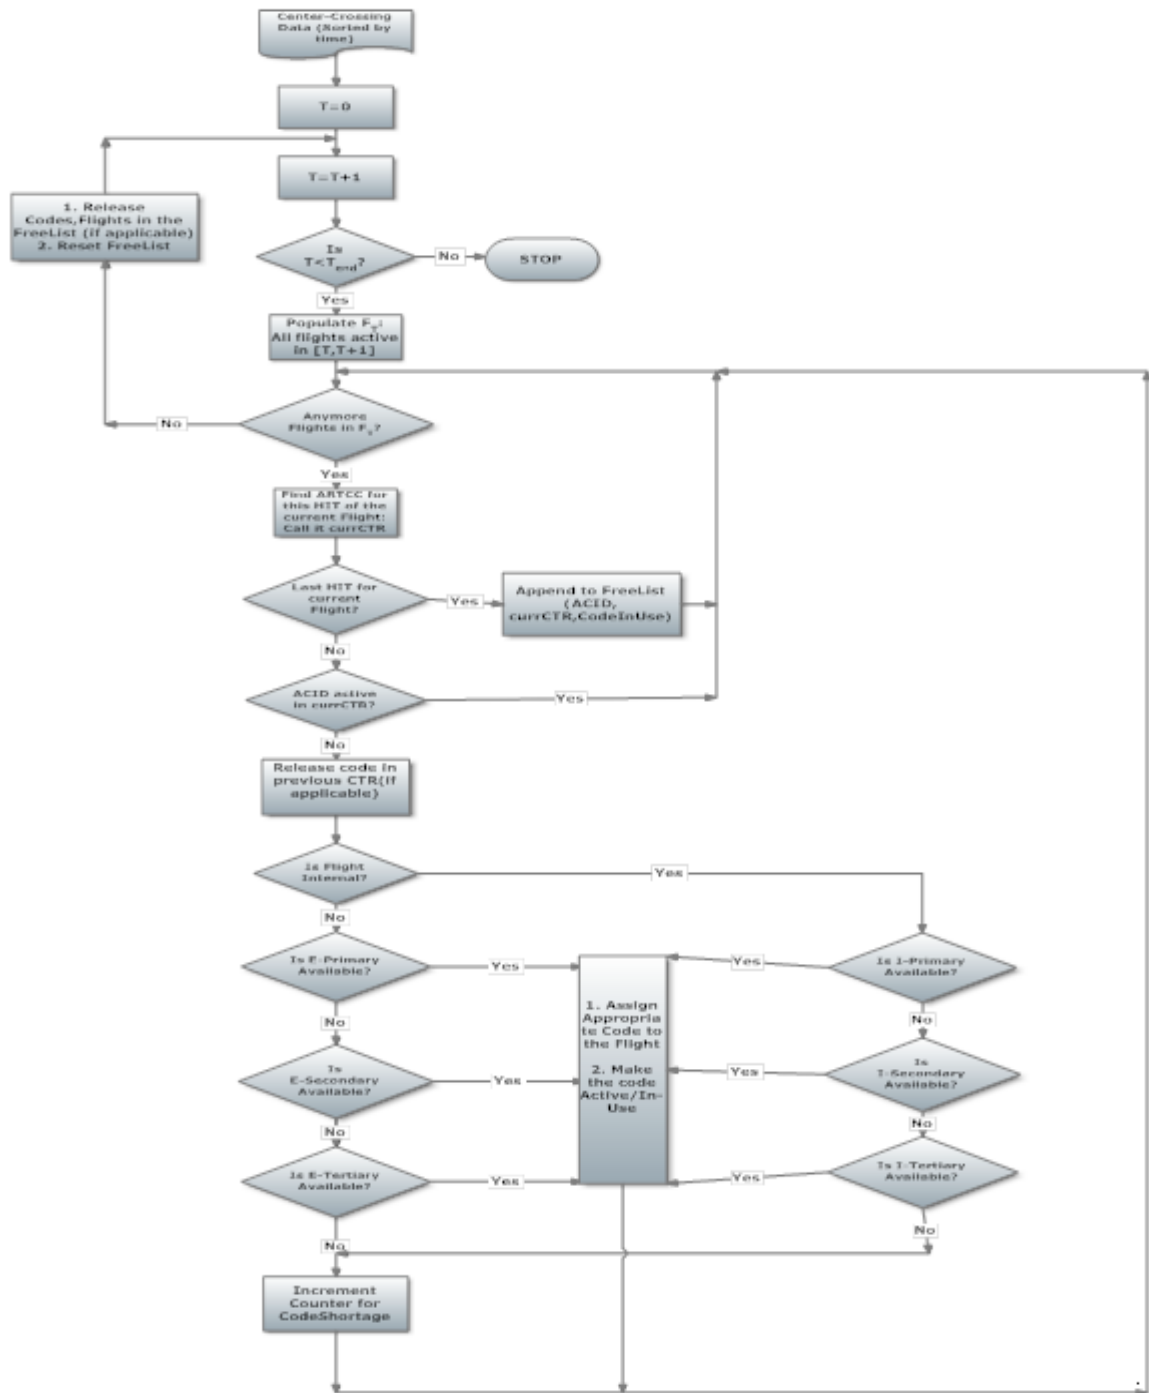 Center-Crossing
Data (Sorted by
time)
T=0
T=T+1
1. Release
Codes,Flights in the
FreeList (if applicable)
2. Reset FreeList
Is
T<Tend?
No
STOP
Yes
Populate FT:
All flights active
in [T,T+1]
Anymore
Flights in FT?
No
Yes
Find ARTCC for
this HIT of the
current Flight:
Call it currCTR
Last HIT for
current
Flight?
Yes
Append to FreeList
(ACID,
currCTR,CodeInUse)
No
ACID active
in currCTR?
Yes
No
Release code in
previous CTR(if
applicable)
Is Flight
Internal?
Yes
No
Is E-Primary
Available?
Yes
Is I-Primary
Available?
Yes
No
No
1. Assign
Appropria
te Code to
the Flight
2. Make
the code
Active/In-
Use
Is
E-Secondary
Available?
Yes
Is
I-Secondary
Available?
Yes
No
No
Is E-Tertiary
Available?
Yes
Is I-Tertiary
Available?
Yes
No
No
Increment
Counter for
CodeShortage